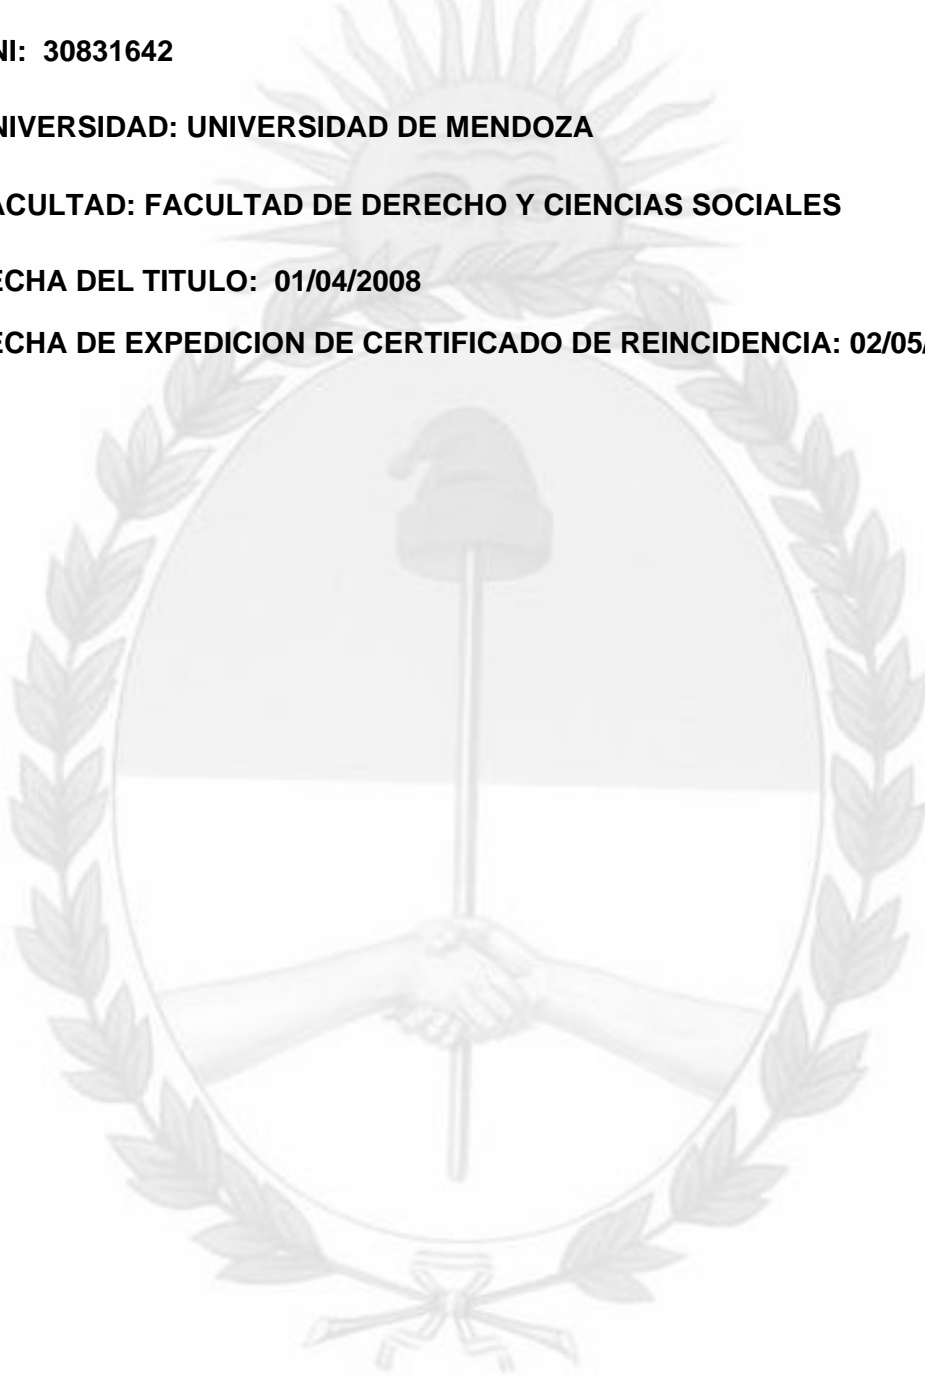 NI: 30831642
NIVERSIDAD: UNIVERSIDAD DE MENDOZA
ACULTAD: FACULTAD DE DERECHO Y CIENCIAS SOCIALES
ECHA DEL TITULO: 01/04/2008
ECHA DE EXPEDICION DE CERTIFICADO DE REINCIDENCIA: 02/05/